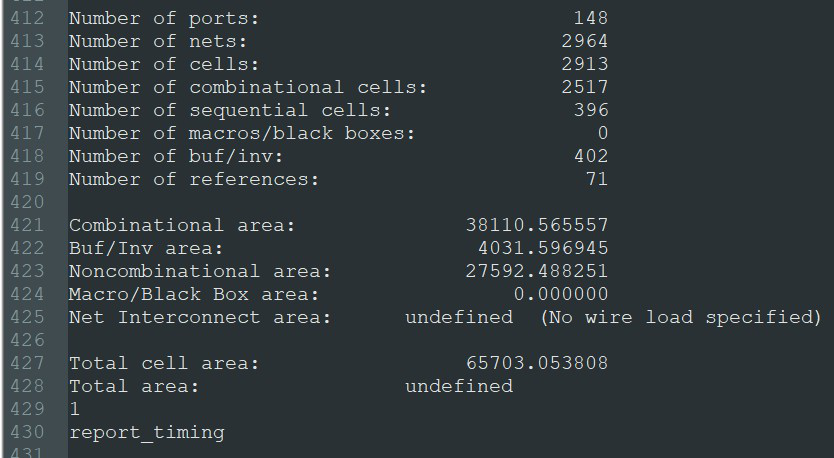 412 Number of ports: 148
413 Number of nets: 2964
414 Number of cells: 2913
415 Number of combinational cells: 2517
416 Number of sequential cells: 396
417 Number of macros/black boxes: 0
418 Number of buf/inv: 402
419 Number of references: 71
420
421 Combinational area: 38110.565557
422 Buf/Inv area: 4031.596945
423 Noncombinational area: 27592.488251
424 Macro/Black Box area: 0.000000
425 Net Interconnect area: undefined (No wire load specified)
426
427 Total cell area: 65703.053808
428 Total area: undefined
429 1
430 report_timing
431